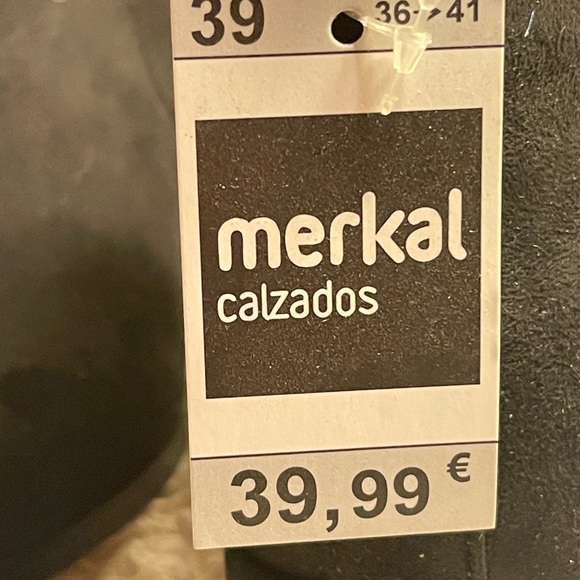 39 36→41
merkal
calzados
39,99 €